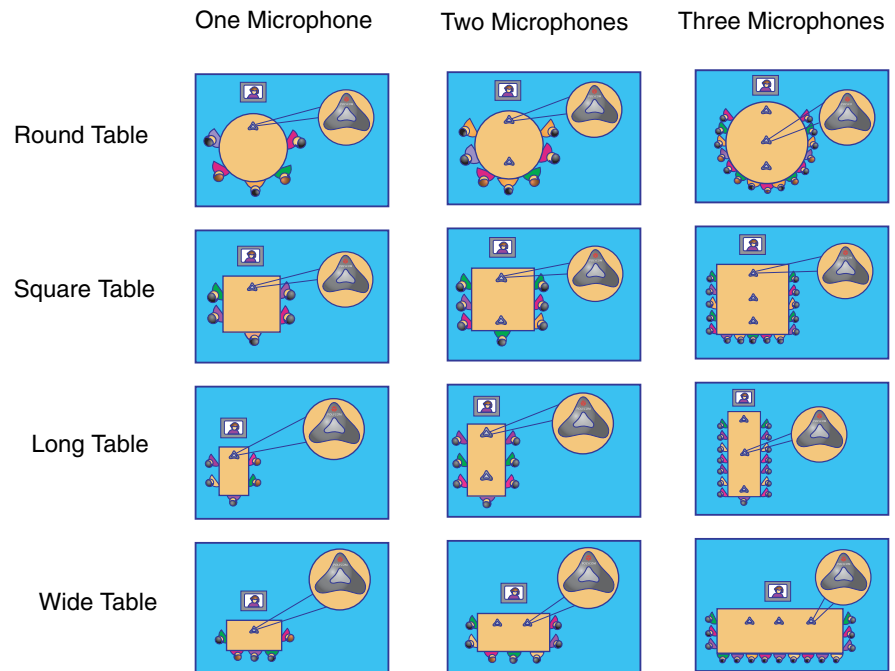 One Microphone
Two Microphones
Three Microphones
Round Table
Square Table
Long Table
Wide Table